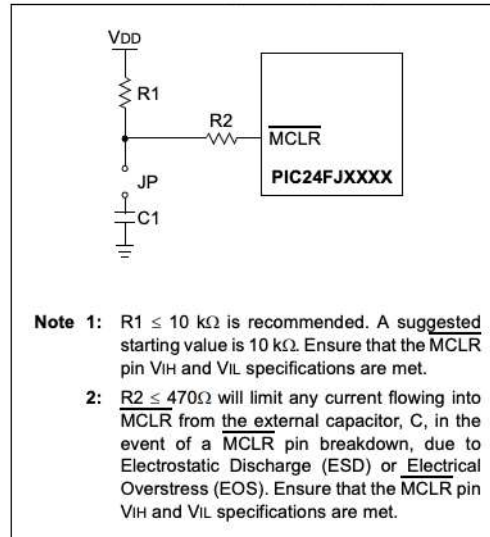 VDD
R1
R2
MCLR
JP
PIC24FJXXXX
C1
Note 1: R1 ≤ 10 kΩ is recommended. A suggested
starting value is 10 kΩ. Ensure that the MCLR
pin VIH and VIL specifications are met.
2: R2 ≤ 470Ω will limit any current flowing into
MCLR from the external capacitor, C, in the
event of a MCLR pin breakdown, due to
Electrostatic Discharge (ESD) or Electrical
Overstress (EOS). Ensure that the MCLR pin
VIH and VIL specifications are met.